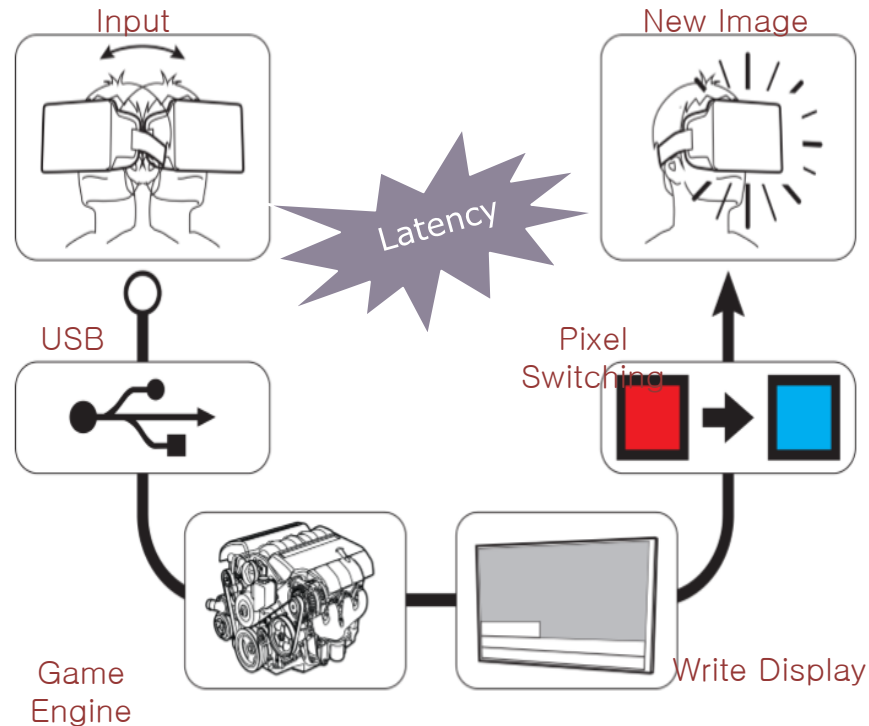 Input
New Image
Latency
USB
Pixel
Switching
Game
Engine
Write Display